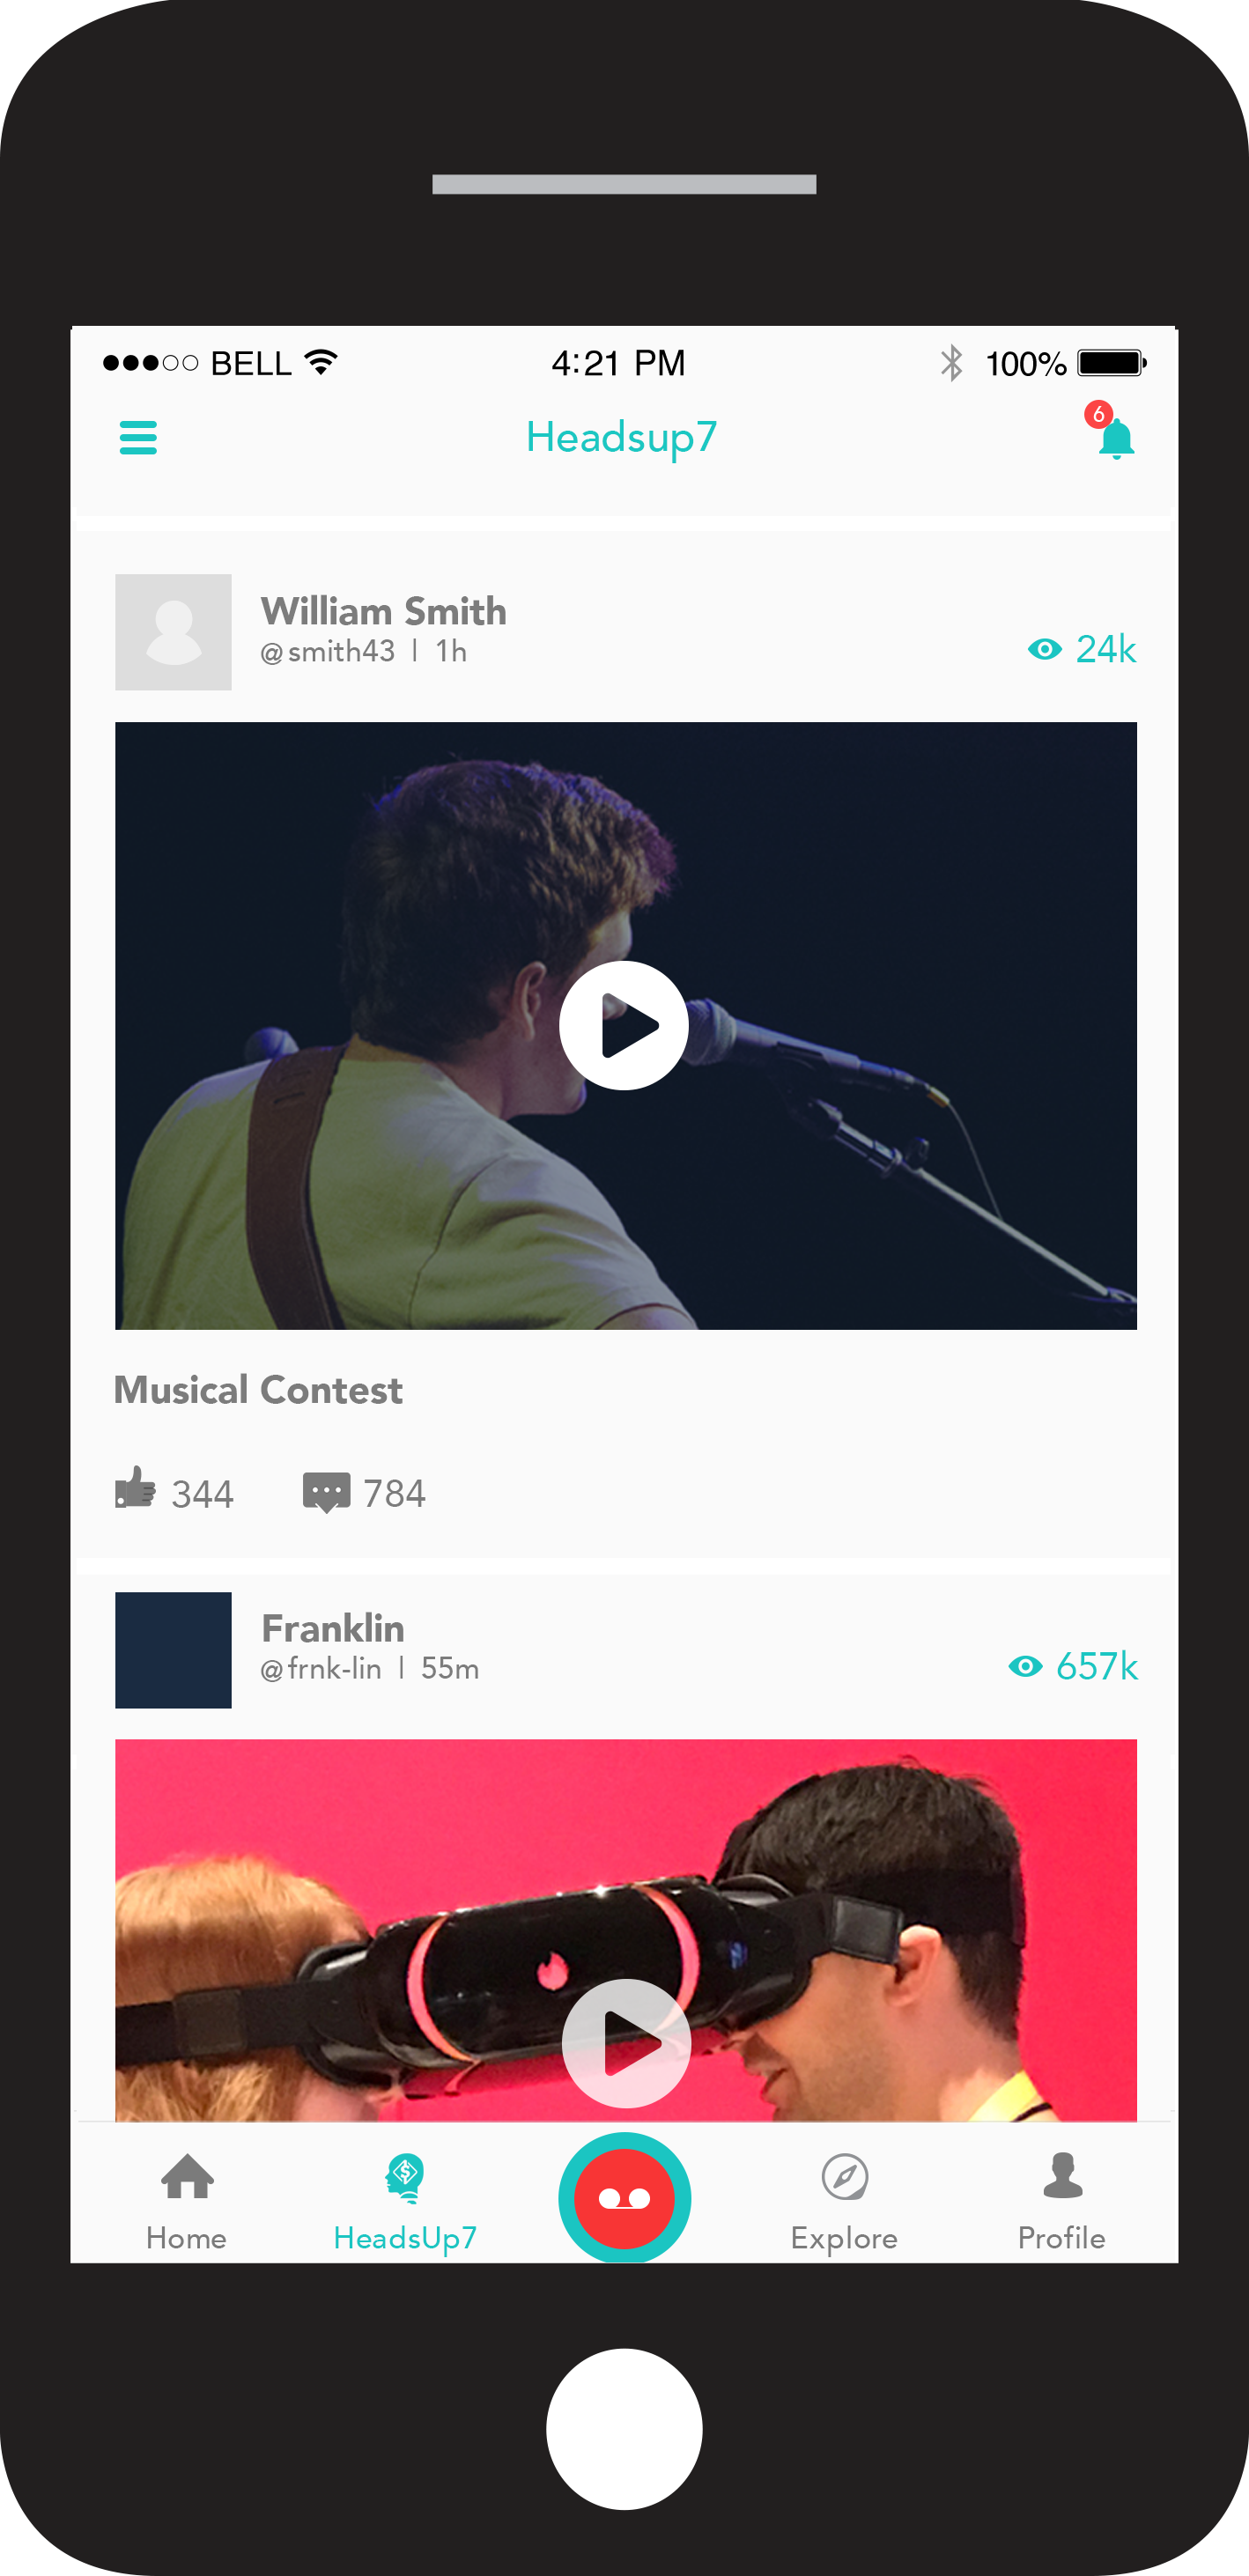 BELL 4:21 PM 100%
Headsup7 6
William Smith
@smith43 | 1h 24k
Musical Contest
344 784
Franklin
@frnk-lin | 55m 657k
Home HeadsUp7 Explore Profile